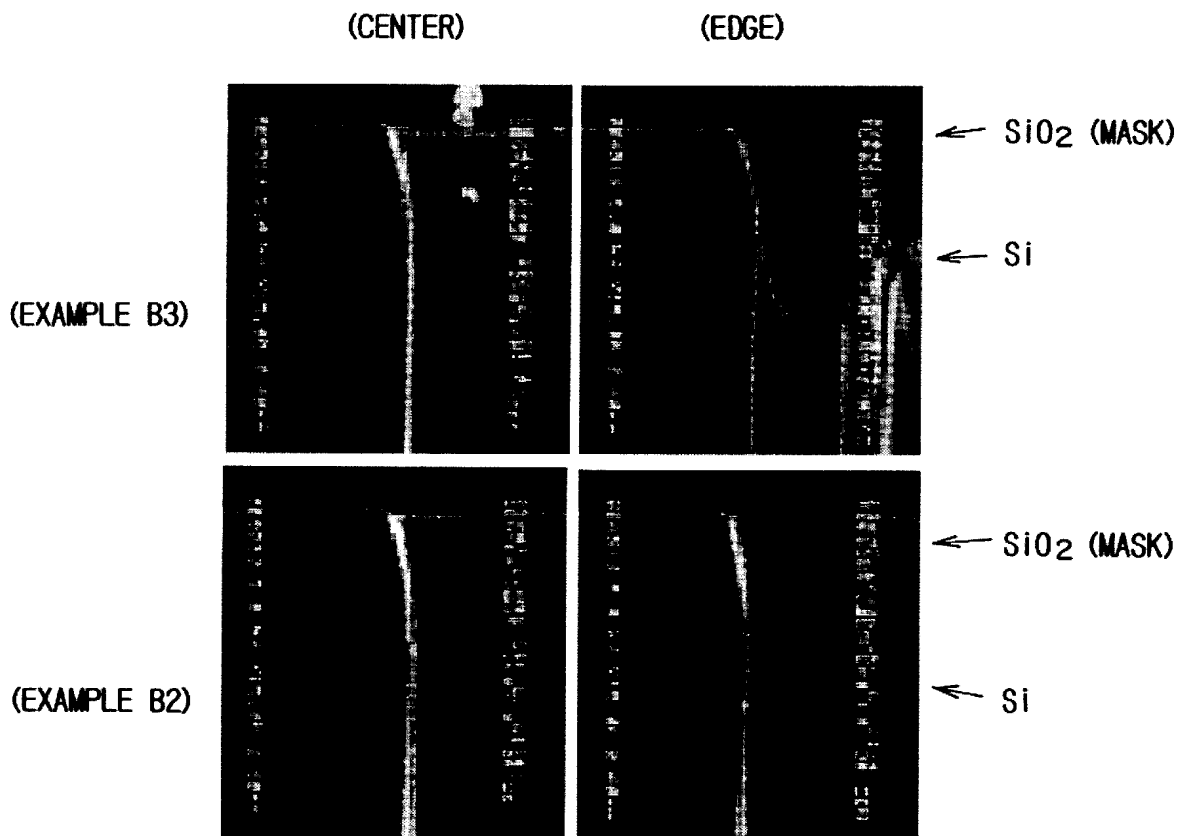 (CENTER) (EDGE)
SiO2 (MASK)
Si
(EXAMPLE B3)
SiO2 (MASK)
Si
(EXAMPLE B2)